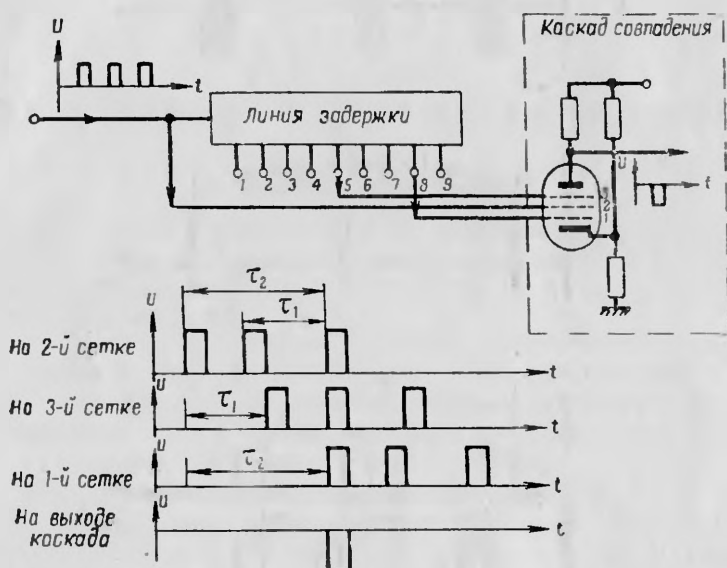 Каскад совпадения
U
t
Линия задержки
1 2 3 4 5 6 7 8 9
U
t
3
2
1
τ₂
τ₁
U
На 2-й сетке
t
U
τ₁
На 3-й сетке
t
U
τ₂
На 1-й сетке
t
U
На выходе
каскада
t